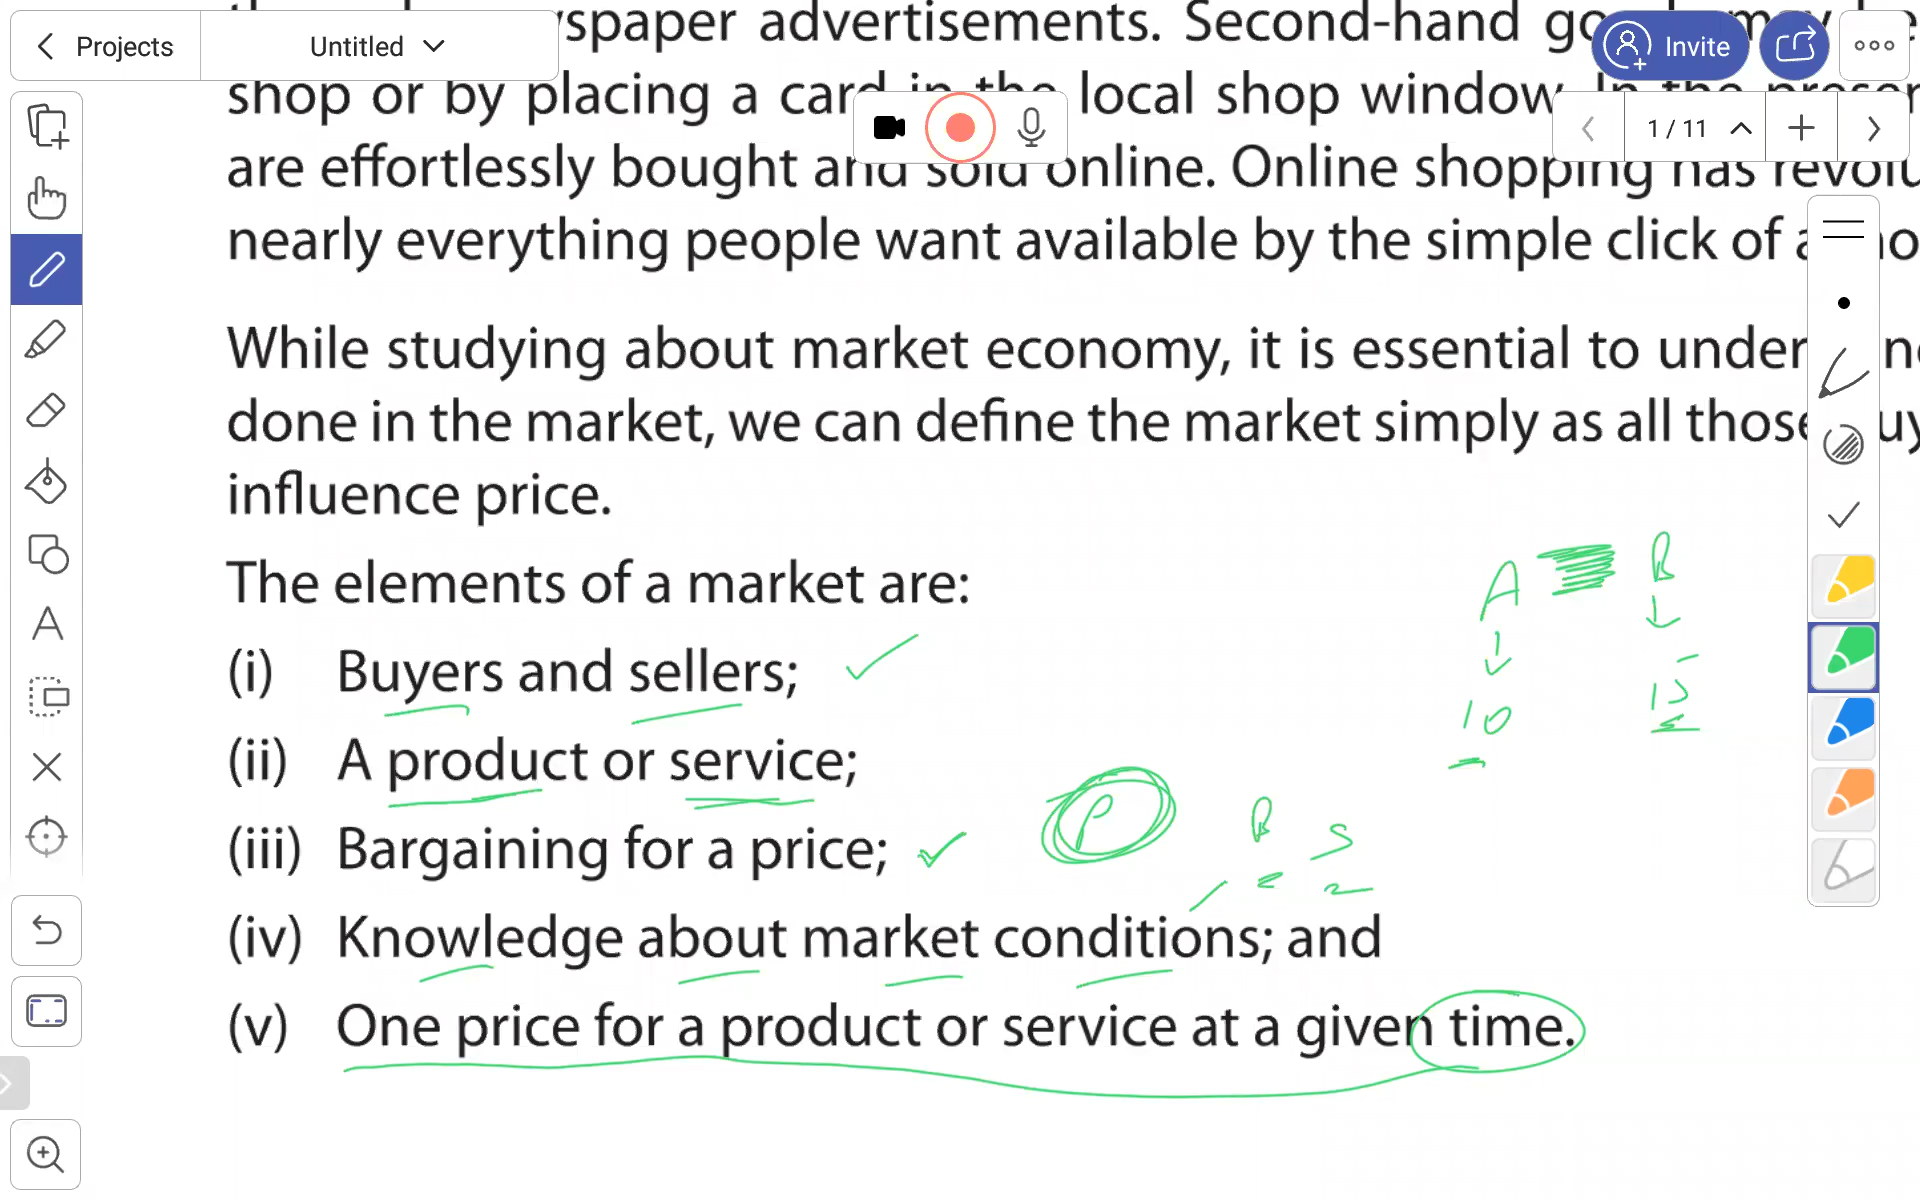 Projects Untitled
spaper advertisements. Second-hand
Invite
shop or by placing a card in the local shop window. In the
1 / 11
are effortlessly bought and sold online. Online shopping has
nearly everything people want available by the simple click of a
While studying about market economy, it is essential to
done in the market, we can define the market simply as all those
influence price.
The elements of a market are:
A B
(i) Buyers and sellers;
10 15
(ii) A product or service;
P B S
(iii) Bargaining for a price;
(iv) Knowledge about market conditions; and
(v) One price for a product or service at a given time.